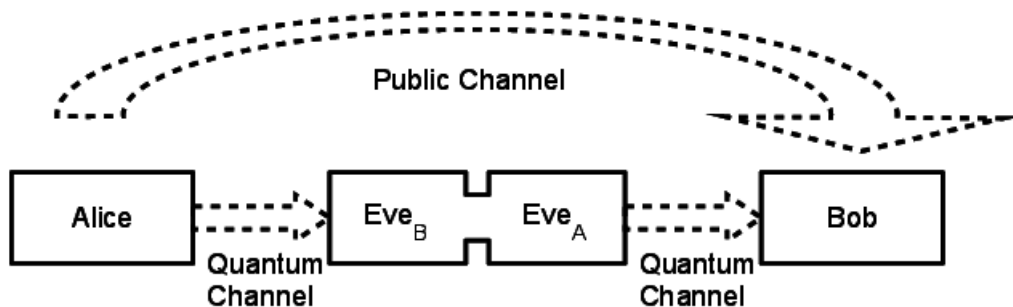 Public Channel
Alice
Eve_B
Eve_A
Bob
Quantum
Channel
Quantum
Channel